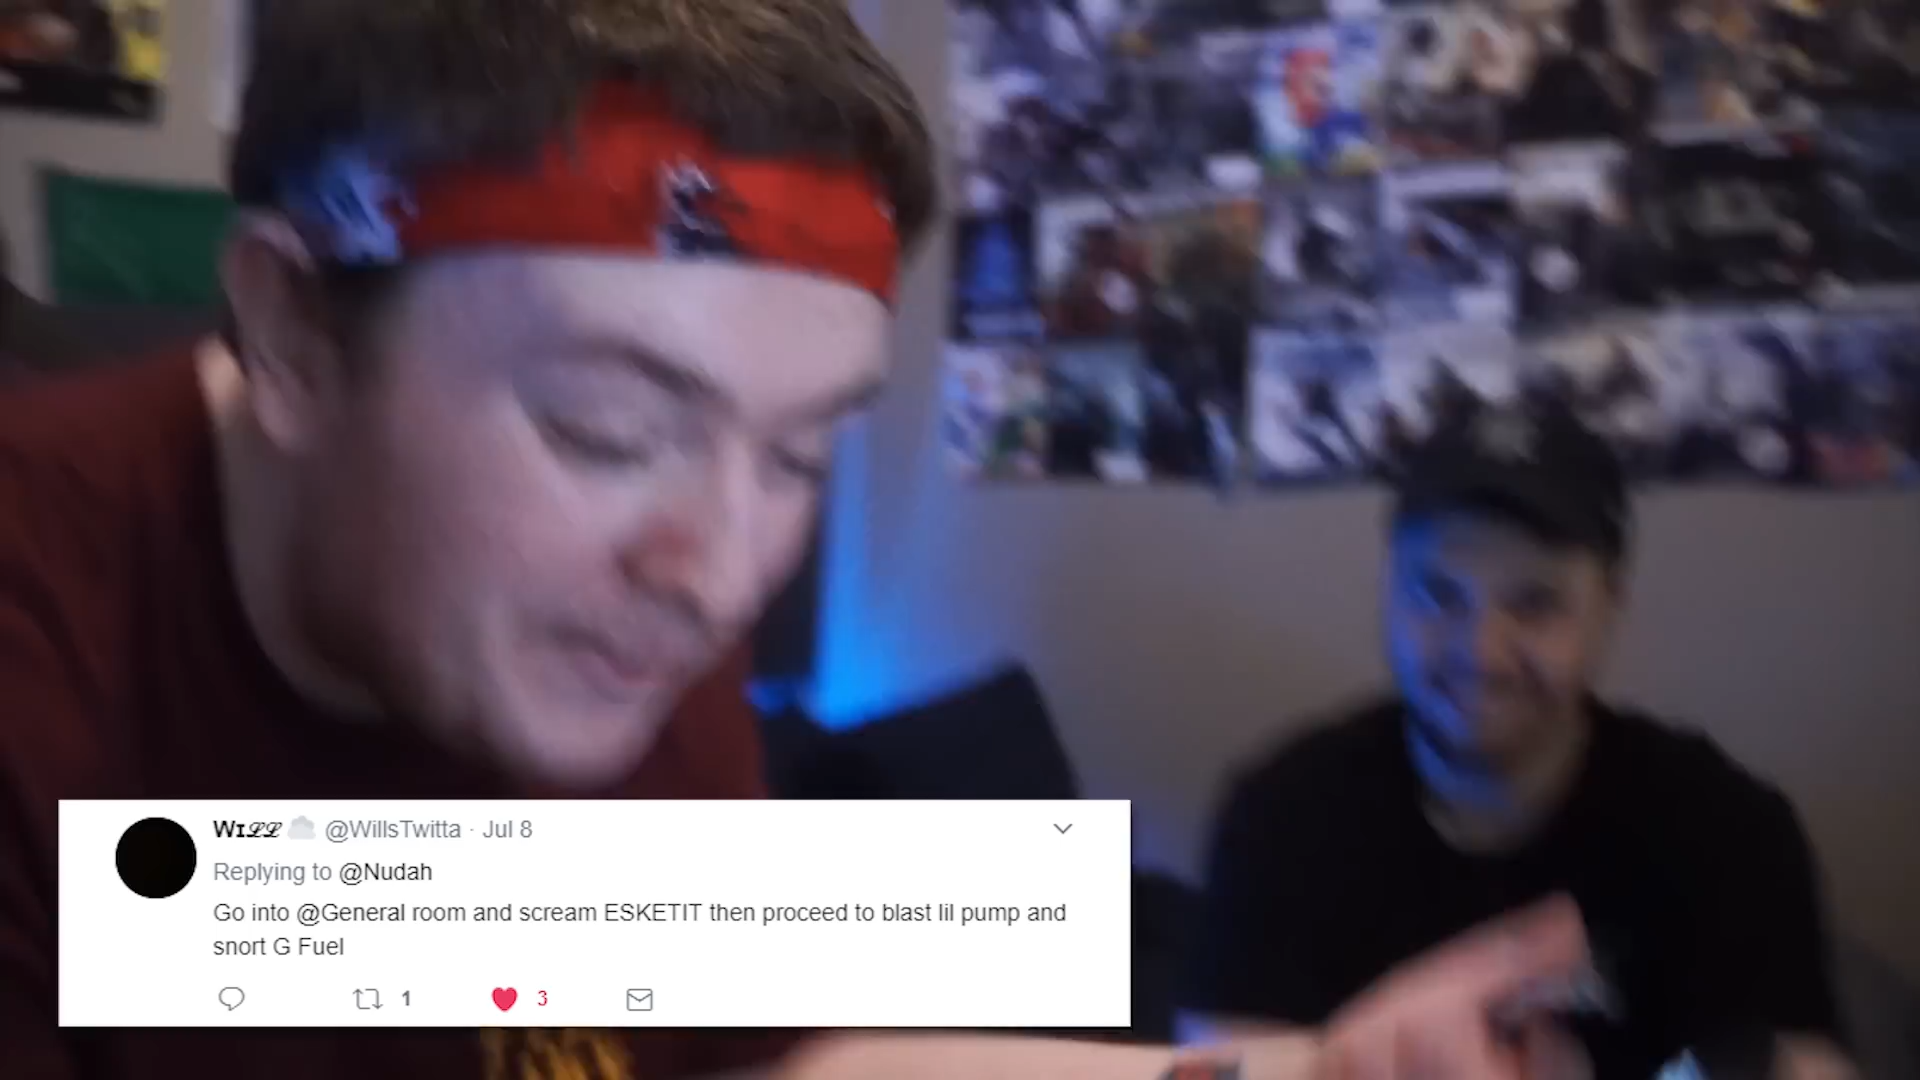 Wɪ𝓛𝓛 ☁️ @WillsTwitta · Jul 8
Replying to @Nudah
Go into @General room and scream ESKETIT then proceed to blast lil pump and
snort G Fuel
1 3